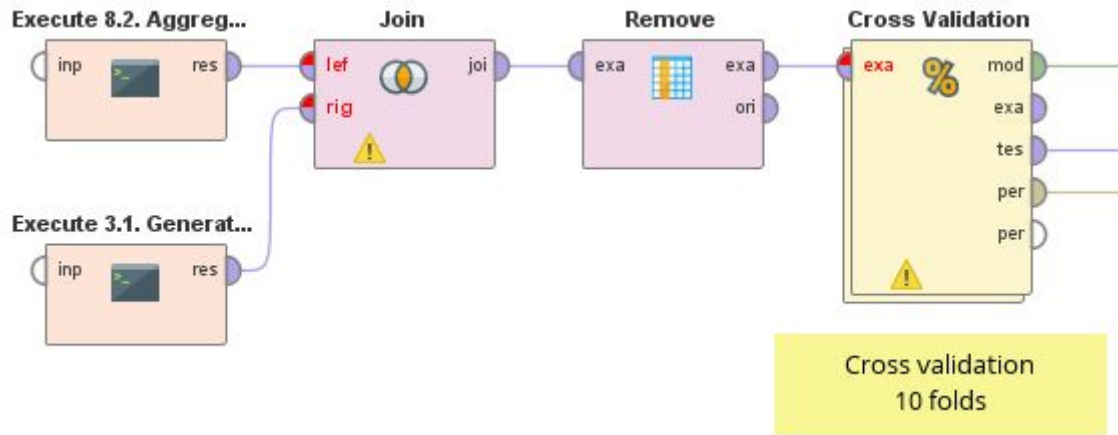 Execute 8.2. Aggreg...
Join
Remove
Cross Validation
inp
res
lef
joi
exa
exa
exa
mod
rig
ori
exa
tes
per
per
Execute 3.1. Generat...
inp
res
Cross validation
10 folds